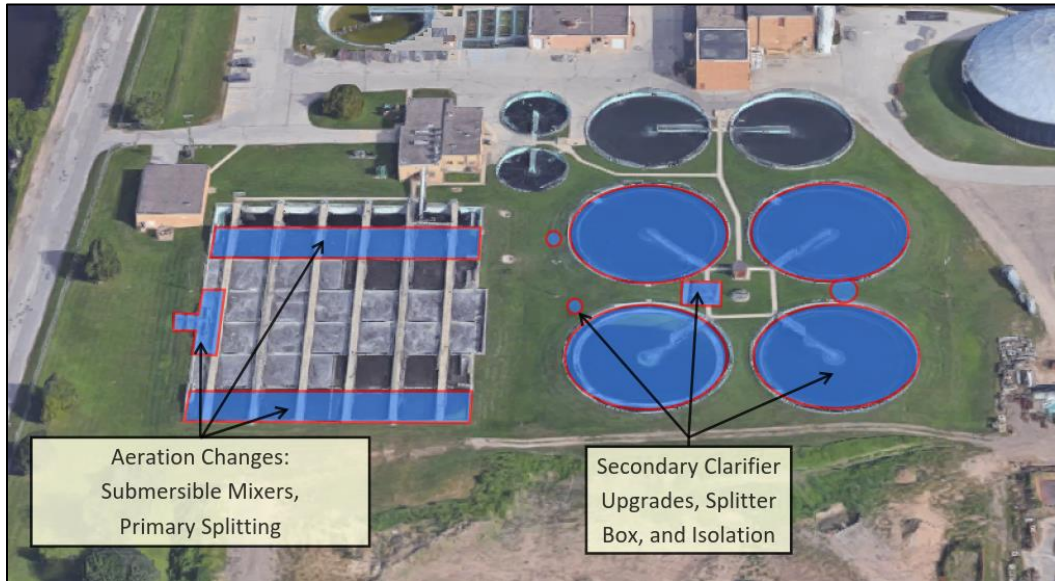 Aeration Changes:
Submersible Mixers,
Primary Splitting
Secondary Clarifier
Upgrades, Splitter
Box, and Isolation